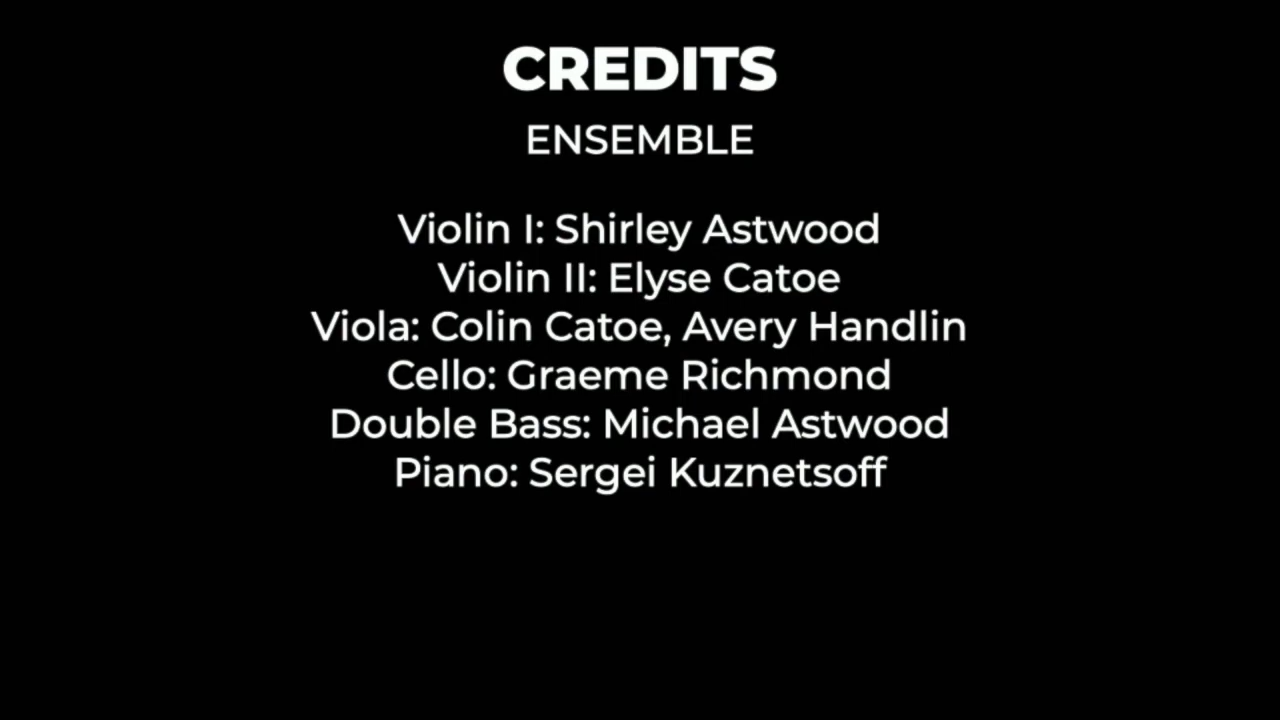 CREDITS
ENSEMBLE
Violin I: Shirley Astwood
Violin II: Elyse Catoe
Viola: Colin Catoe, Avery Handlin
Cello: Graeme Richmond
Double Bass: Michael Astwood
Piano: Sergei Kuznetsoff